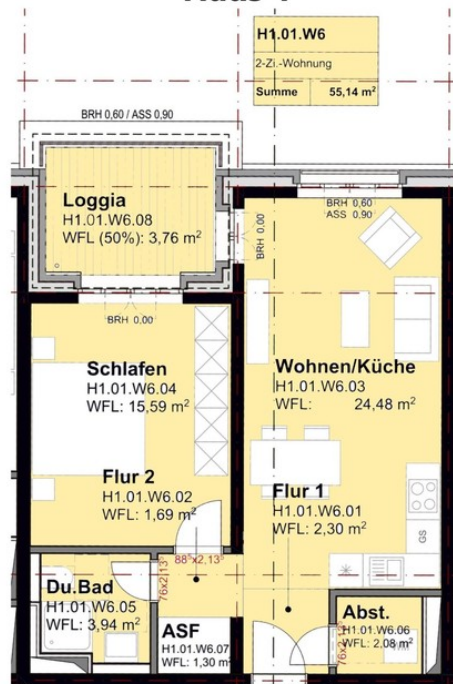 H1.01.W6
2-Zi.-Wohnung
Summe 55,14 m²
BRH 0,60 / ASS 0,90
Loggia
H1.01.W6.08
WFL (50%): 3,76 m²
BRH 0,00
BRH 0,60
ASS 0,90
BRH 0,00
Schlafen
H1.01.W6.04
WFL: 15,59 m²
Wohnen/Küche
H1.01.W6.03
WFL: 24,48 m²
Flur 2
H1.01.W6.02
WFL: 1,69 m²
Flur 1
H1.01.W6.01
WFL: 2,30 m²
GS
88⁵x2,13⁵
76x2,13⁵
Du.Bad
H1.01.W6.05
WFL: 3,94 m²
ASF
H1.01.W6.07
WFL: 1,30 m²
Abst.
H1.01.W6.06
WFL: 2,08 m²